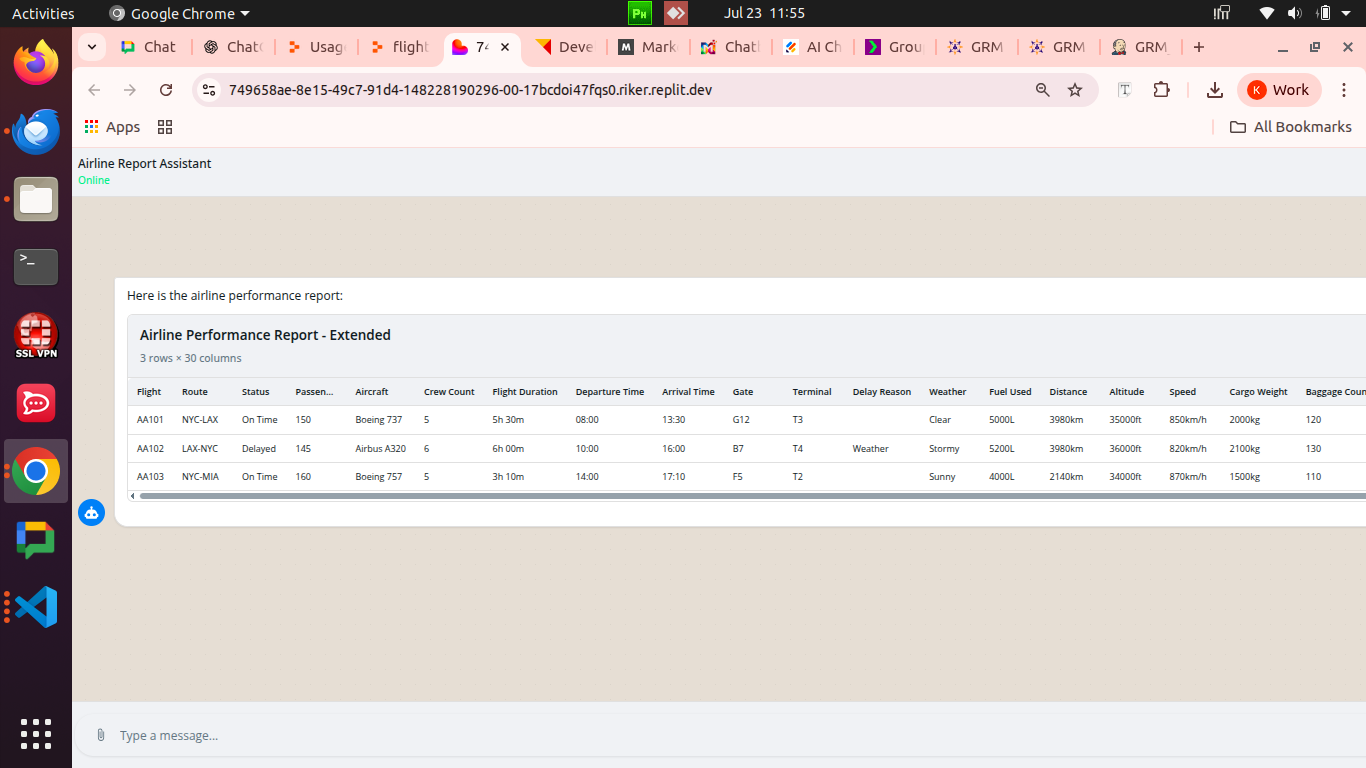 Activities Google Chrome Jul 23 11:55
Chat ChatG Usage flight 74 Deve Mark Chatl AI Ch Grou GRM GRM GRM_
749658ae-8e15-49c7-91d4-148228190296-00-17bcdoi47fqs0.riker.replit.dev K Work
Apps All Bookmarks
Airline Report Assistant
Online
Here is the airline performance report:
Airline Performance Report - Extended
3 rows × 30 columns
Flight Route Status Passen... Aircraft Crew Count Flight Duration Departure Time Arrival Time Gate Terminal Delay Reason Weather Fuel Used Distance Altitude Speed Cargo Weight Baggage Coun
AA101 NYC-LAX On Time 150 Boeing 737 5 5h 30m 08:00 13:30 G12 T3 Clear 5000L 3980km 35000ft 850km/h 2000kg 120
AA102 LAX-NYC Delayed 145 Airbus A320 6 6h 00m 10:00 16:00 B7 T4 Weather Stormy 5200L 3980km 36000ft 820km/h 2100kg 130
AA103 NYC-MIA On Time 160 Boeing 757 5 3h 10m 14:00 17:10 F5 T2 Sunny 4000L 2140km 34000ft 870km/h 1500kg 110
SSL VPN
Type a message...